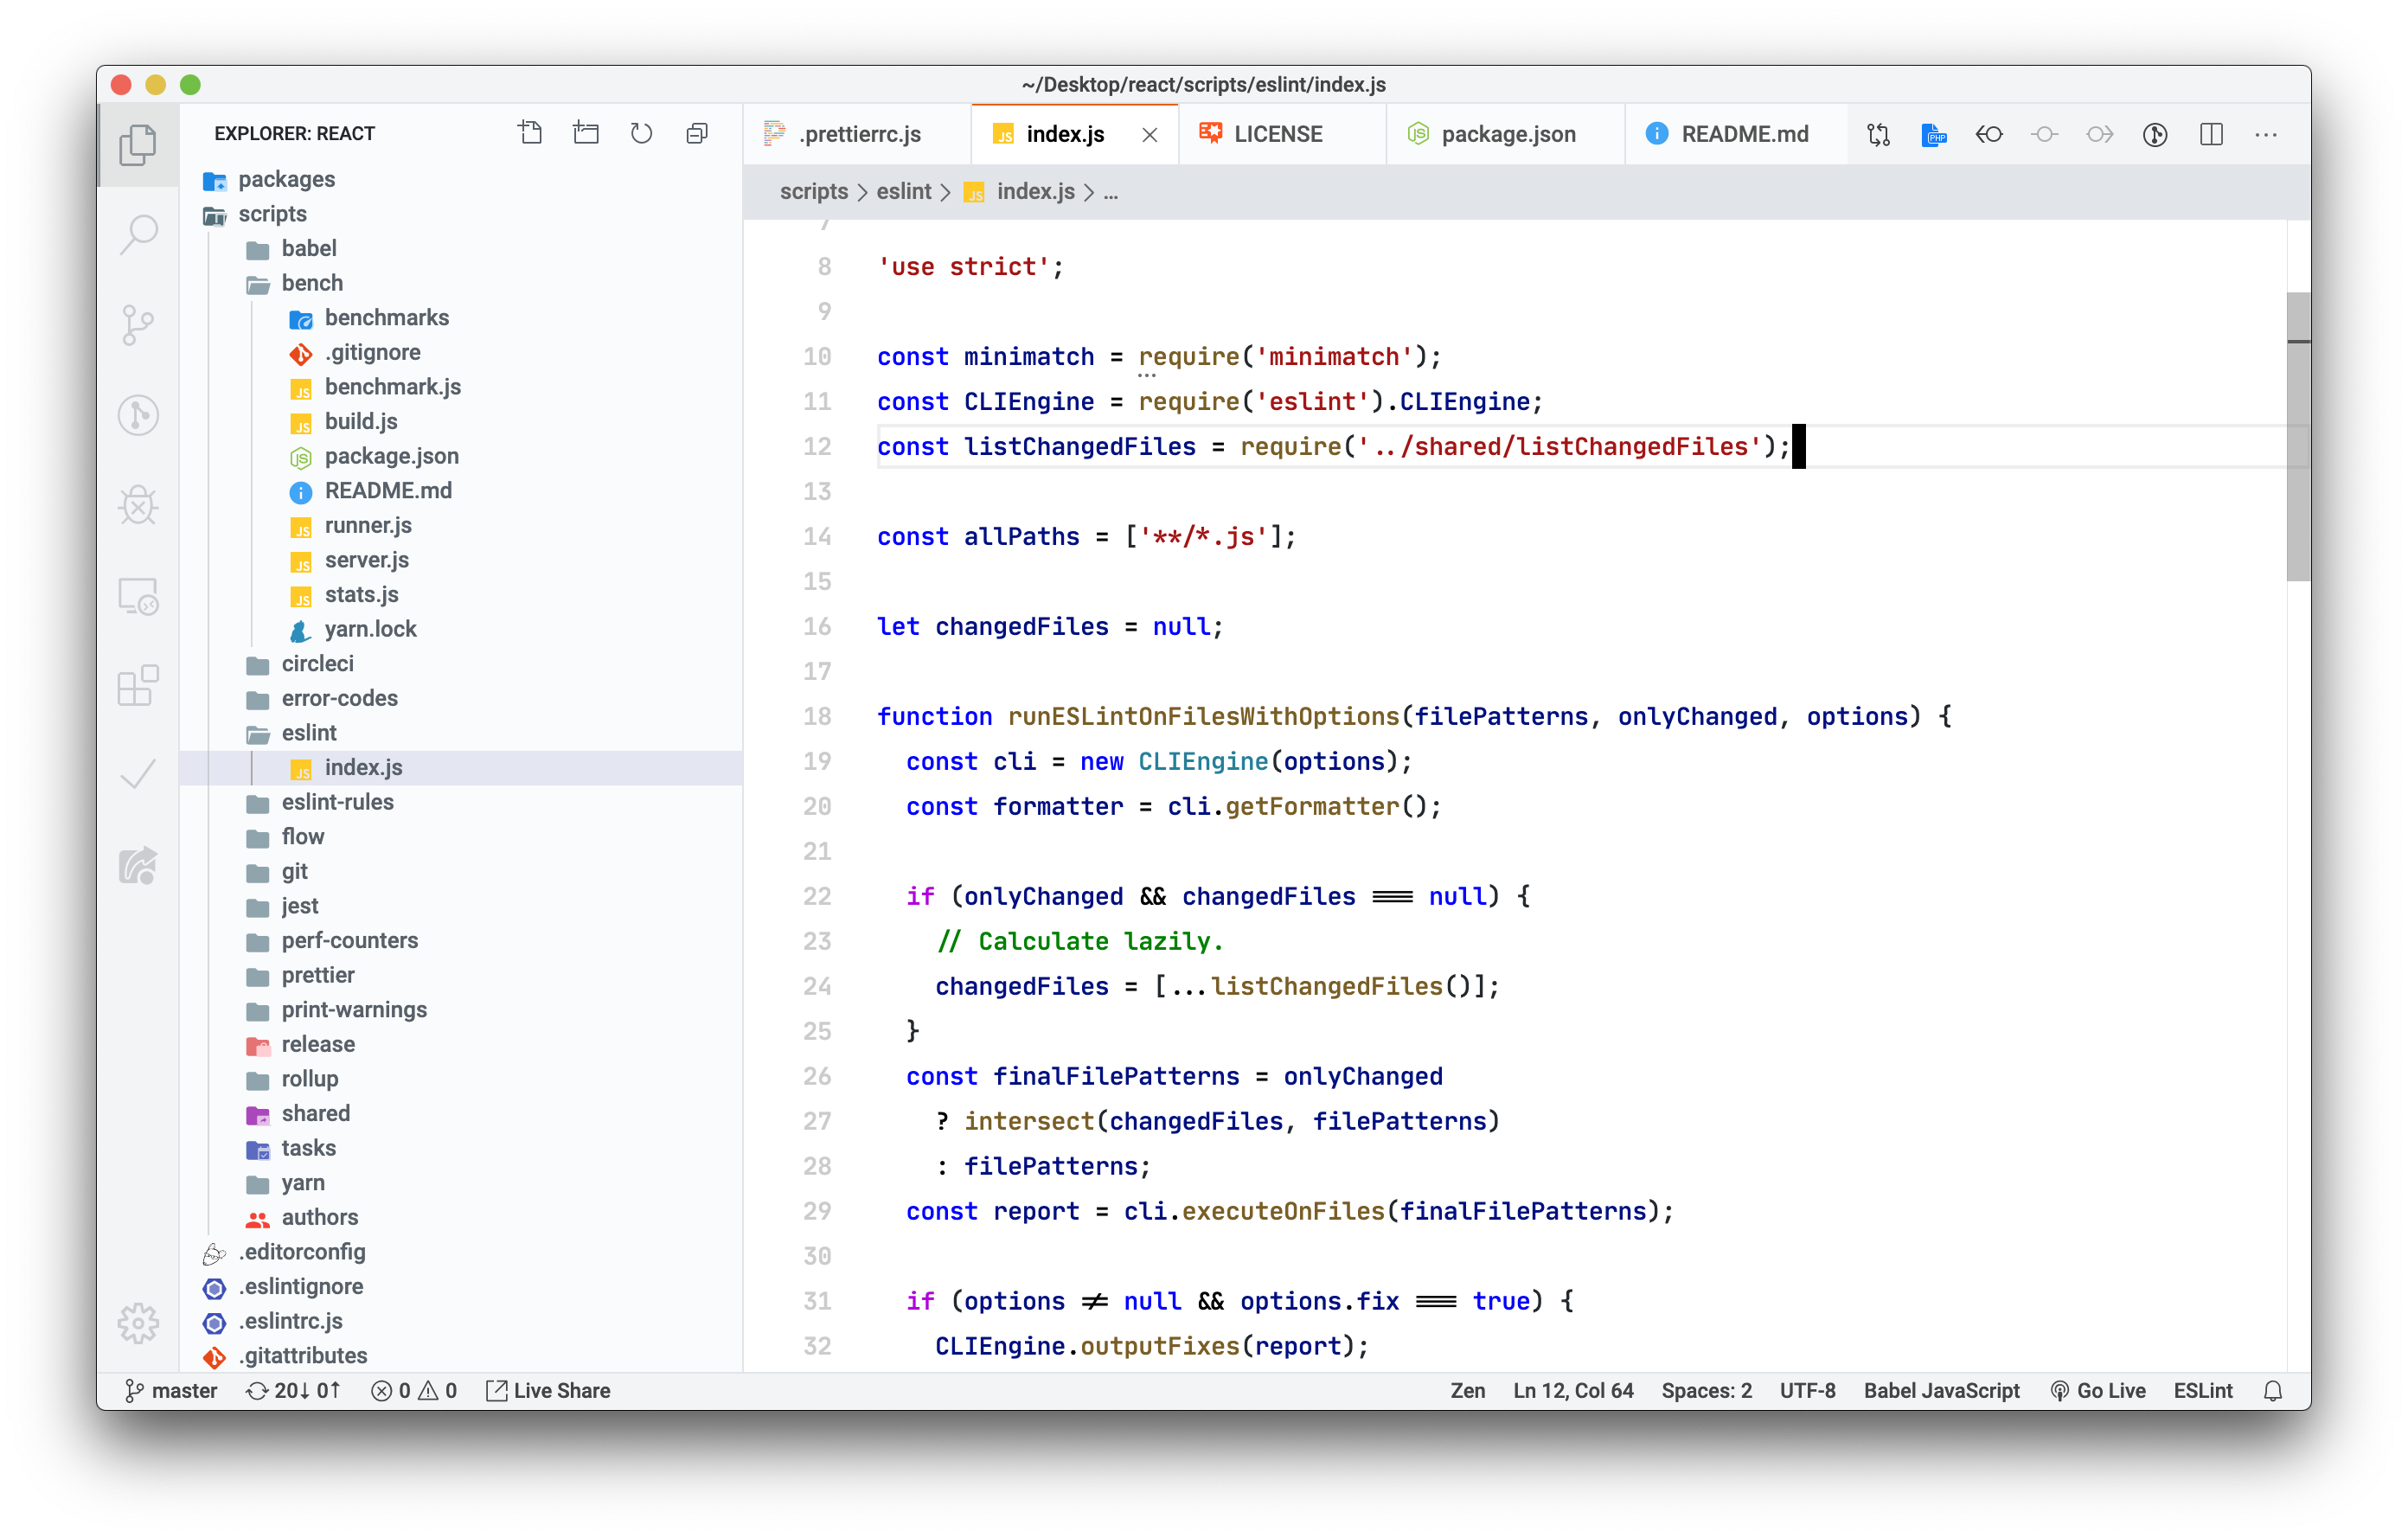 ~/Desktop/react/scripts/eslint/index.js
EXPLORER: REACT
packages
scripts
babel
bench
benchmarks
.gitignore
benchmark.js
build.js
package.json
README.md
runner.js
server.js
stats.js
yarn.lock
circleci
error-codes
eslint
index.js
eslint-rules
flow
git
jest
perf-counters
prettier
print-warnings
release
rollup
shared
tasks
yarn
authors
.editorconfig
.eslintignore
.eslintrc.js
.gitattributes
.prettierrc.js index.js LICENSE package.json README.md
scripts > eslint > JS index.js > ...
7
8 'use strict';
9
10 const minimatch = require('minimatch');
11 const CLIEngine = require('eslint').CLIEngine;
12 const listChangedFiles = require('../shared/listChangedFiles');
13
14 const allPaths = ['**/*.js'];
15
16 let changedFiles = null;
17
18 function runESLintOnFilesWithOptions(filePatterns, onlyChanged, options) {
19 const cli = new CLIEngine(options);
20 const formatter = cli.getFormatter();
21
22 if (onlyChanged && changedFiles === null) {
23 // Calculate lazily.
24 changedFiles = [...listChangedFiles()];
25 }
26 const finalFilePatterns = onlyChanged
27 ? intersect(changedFiles, filePatterns)
28 : filePatterns;
29 const report = cli.executeOnFiles(finalFilePatterns);
30
31 if (options != null && options.fix === true) {
32 CLIEngine.outputFixes(report);
master 20↓ 0↑ 0 0 Live Share Zen Ln 12, Col 64 Spaces: 2 UTF-8 Babel JavaScript Go Live ESLint